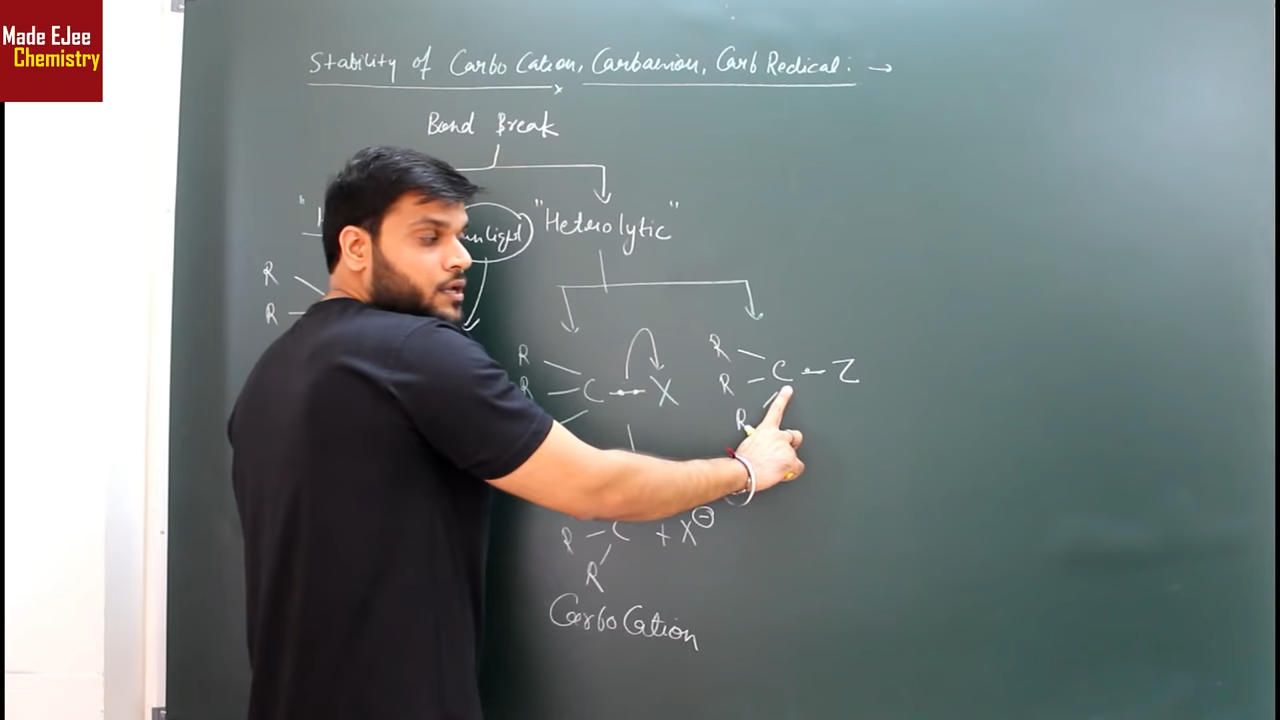 Made EJee
Chemistry
Stability of Carbo Cation, Carbanion, Carb Redical : →
Bond Break
"Heterolytic"
R
R
R
R
C - X
R
R
R
C - Z
R
R
C + X⊖
R
Carbo Cation